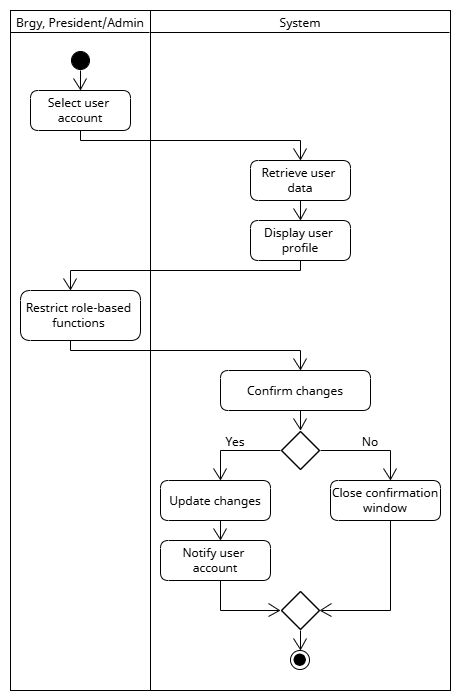 Brgy, President/Admin
System
Select user
account
Retrieve user
data
Display user
profile
Restrict role-based
functions
Confirm changes
Yes
No
Update changes
Close confirmation
window
Notify user
account